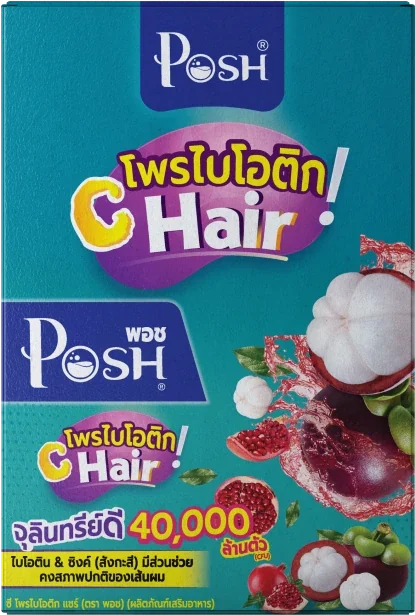 POSH®
โพรไบโอติก
C Hair!
พอช
POSH®
โพรไบโอติก
C Hair!
จุลินทรีย์ดี 40,000
ล้านตัว
(CFU)
ไบโอติน & ซิงค์ (สังกะสี) มีส่วนช่วย
คงสภาพปกติของเส้นผม
ซี โพรไบโอติก แฮร์ (ตรา พอช) (ผลิตภัณฑ์เสริมอาหาร)